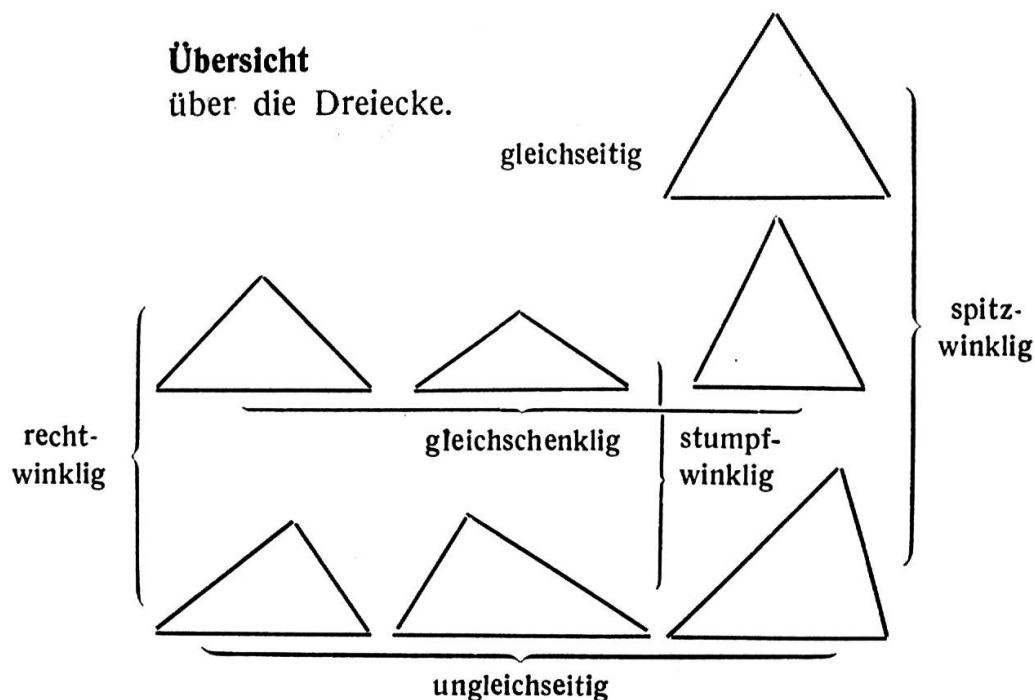 Übersicht
über die Dreiecke.
gleichseitig
spitz-
winklig
recht-
winklig
gleichschenklig
stumpf-
winklig
ungleichseitig